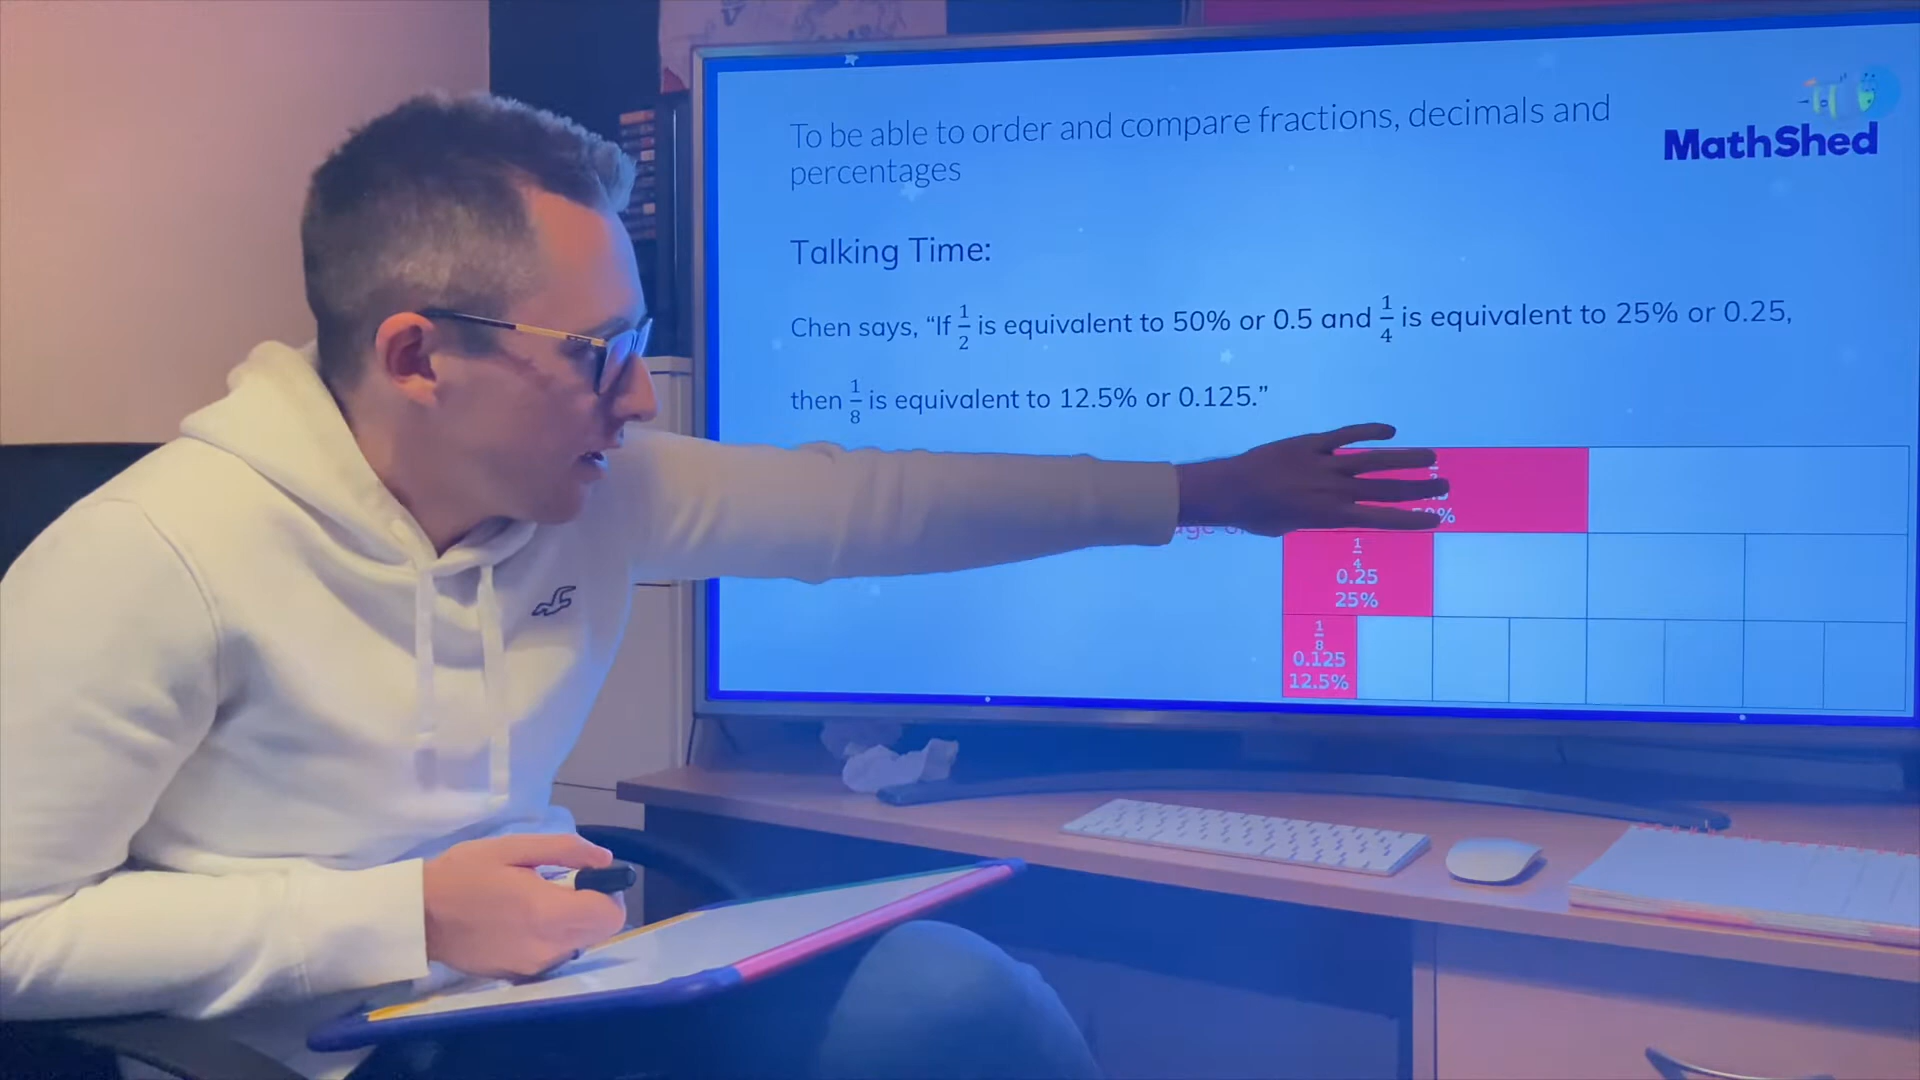 To be able to order and compare fractions, decimals and
percentages
MathShed
Talking Time:
Chen says, “If 1/2 is equivalent to 50% or 0.5 and 1/4 is equivalent to 25% or 0.25,
then 1/8 is equivalent to 12.5% or 0.125.”
1/4
0.25
25%
1/8
0.125
12.5%